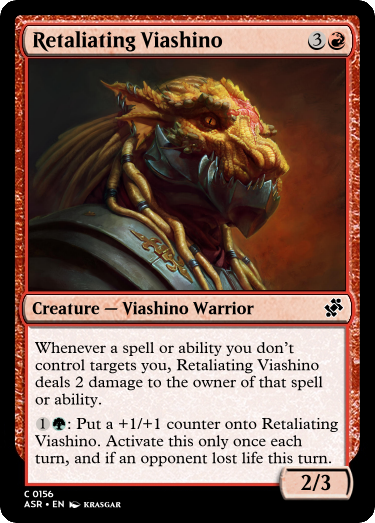 Retaliating Viashino 3
Creature — Viashino Warrior
Whenever a spell or ability you don't
control targets you, Retaliating Viashino
deals 2 damage to the owner of that spell
or ability.
1: Put a +1/+1 counter onto Retaliating
Viashino. Activate this only once each
turn, and if an opponent lost life this turn.
2/3
C 0156
ASR • EN KRASGAR